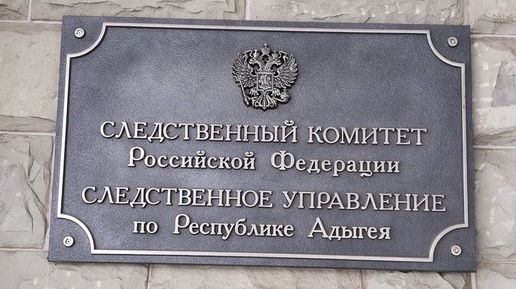 СЛЕДСТВЕННЫЙ КОМИТЕТ
Российской Федерации
СЛЕДСТВЕННОЕ УПРАВЛЕНИЕ
по Республике Адыгея